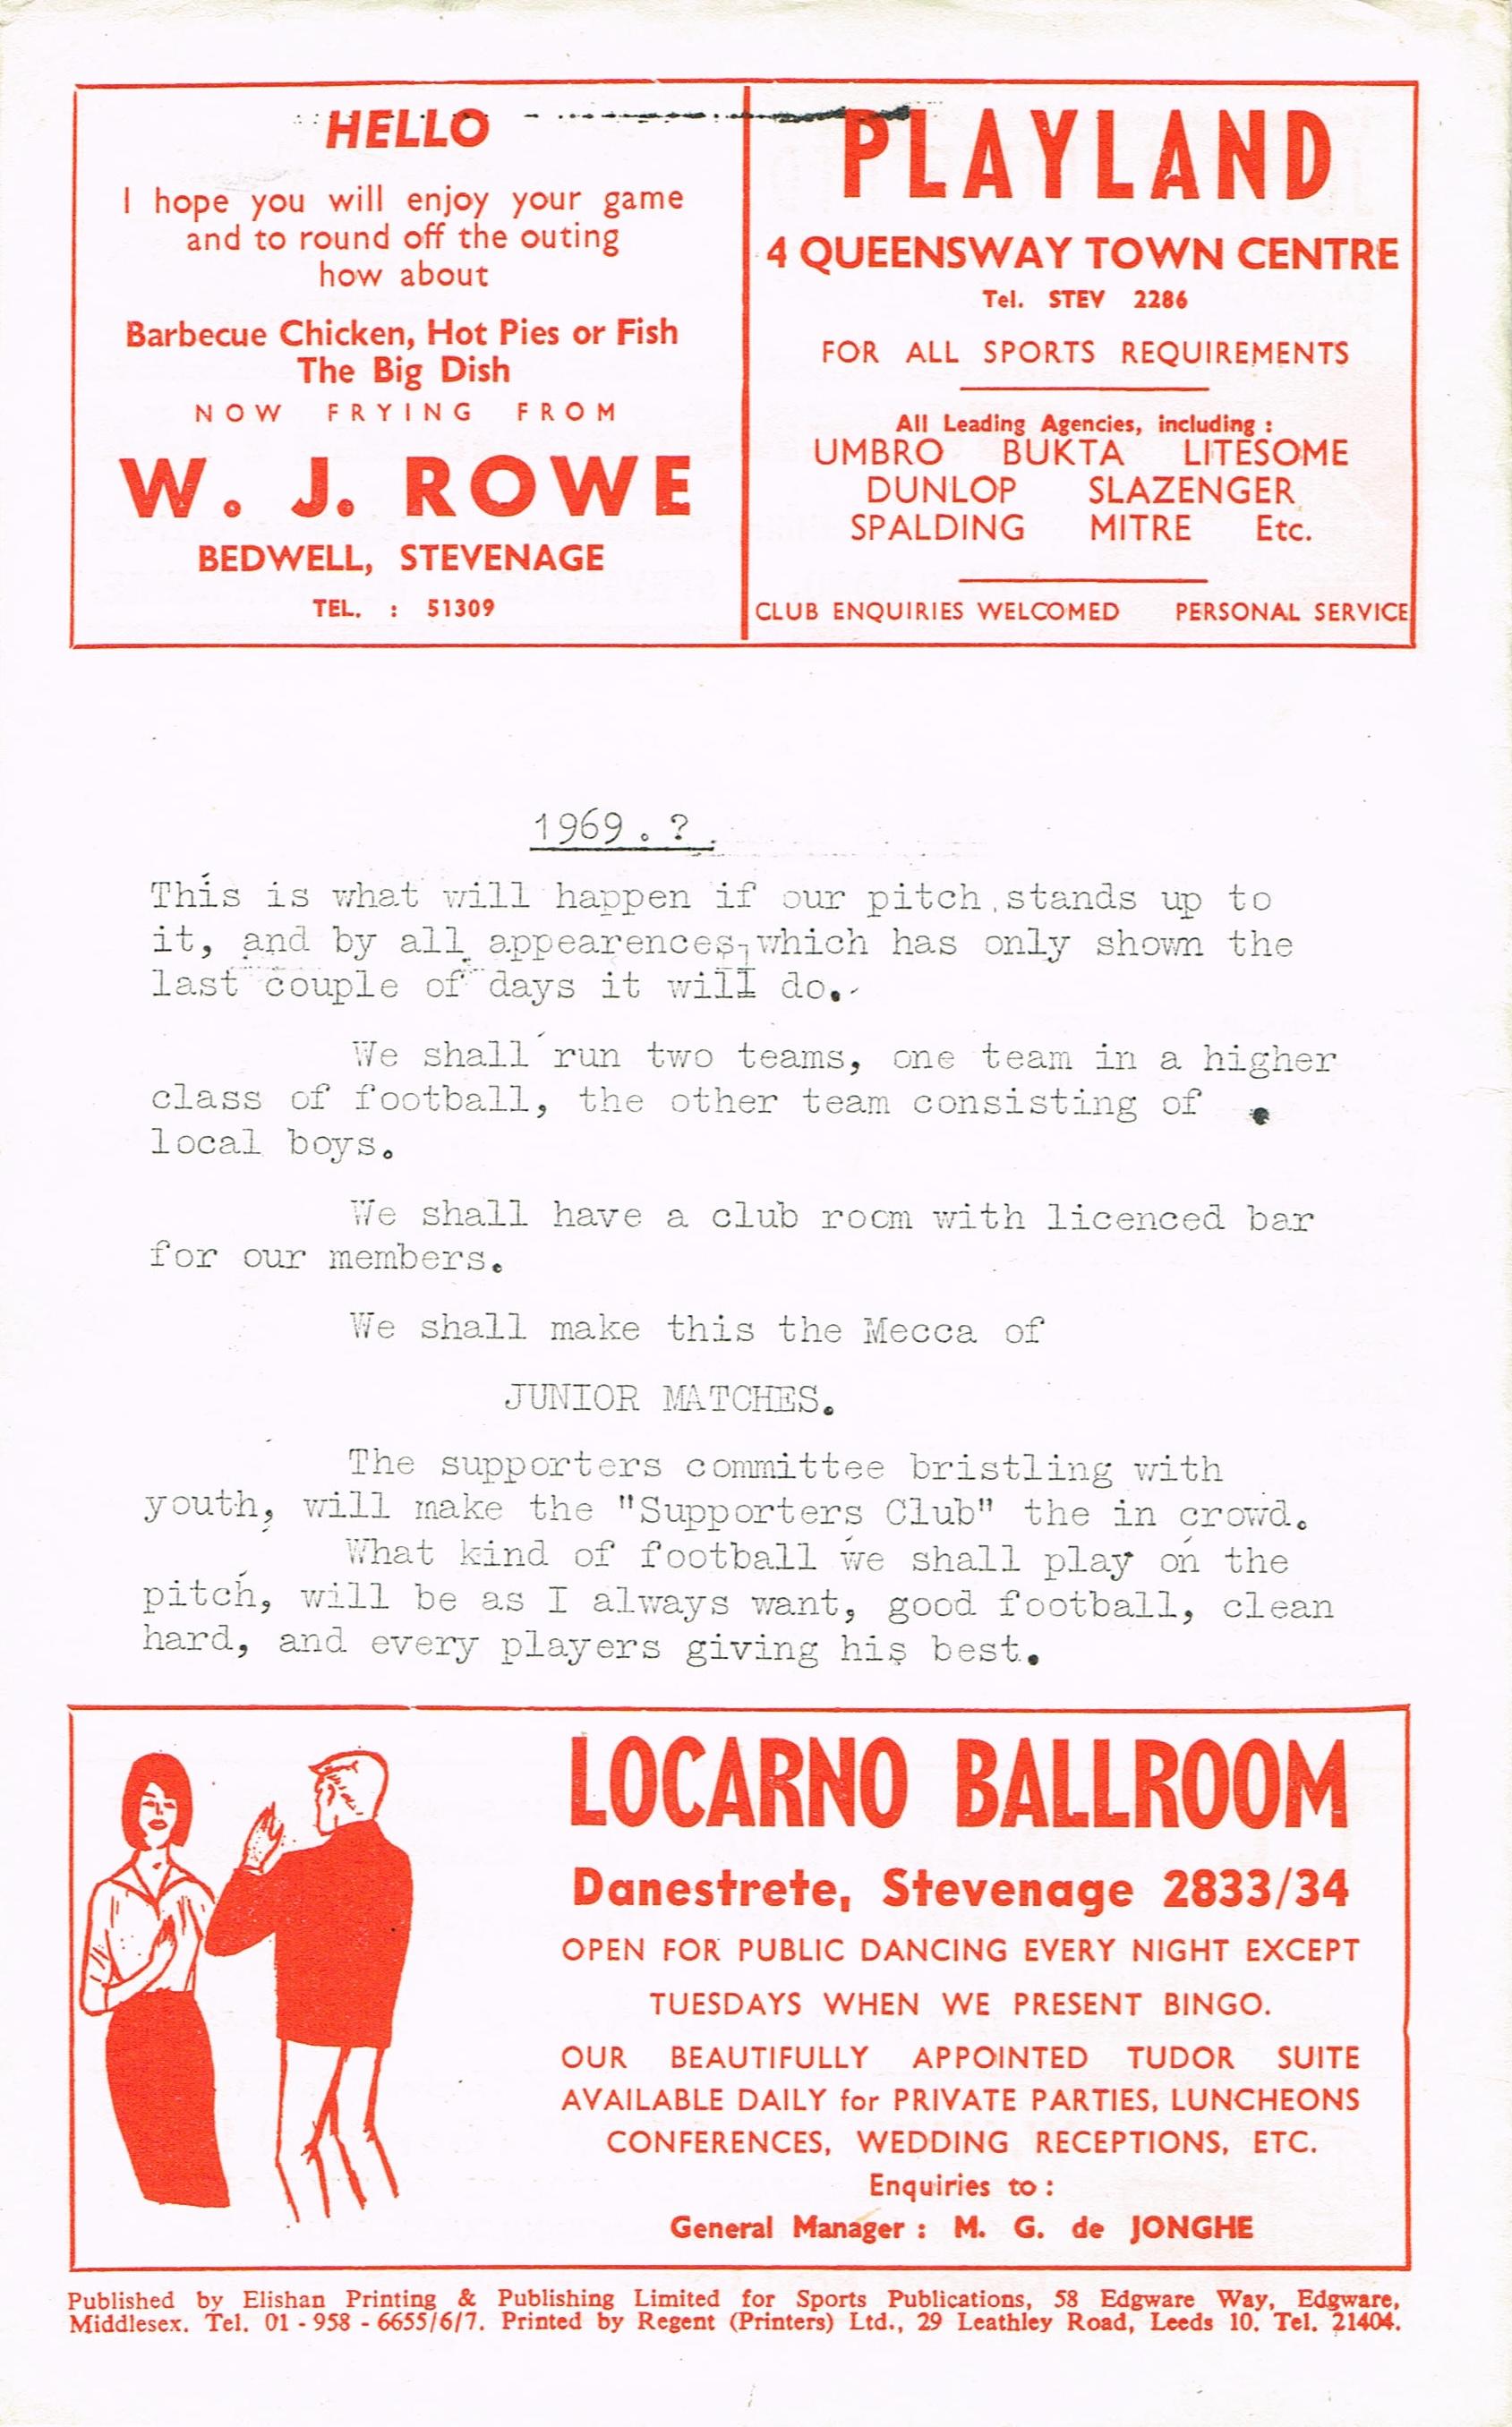 HELLO
I hope you will enjoy your game
and to round off the outing
how about
Barbecue Chicken, Hot Pies or Fish
The Big Dish
NOW FRYING FROM
W. J. ROWE
BEDWELL, STEVENAGE
TEL. : 51309
PLAYLAND
4 QUEENSWAY TOWN CENTRE
Tel. STEV 2286
FOR ALL SPORTS REQUIREMENTS
All Leading Agencies, including :
UMBRO BUKTA LITESOME
DUNLOP SLAZENGER
SPALDING MITRE Etc.
CLUB ENQUIRIES WELCOMED PERSONAL SERVICE
1969.?.
This is what will happen if our pitch stands up to
it, and by all appearences, which has only shown the
last couple of days it will do.
We shall run two teams, one team in a higher
class of football, the other team consisting of
local boys.
We shall have a club room with licenced bar
for our members.
We shall make this the Mecca of
JUNIOR MATCHES.
The supporters committee bristling with
youth, will make the "Supporters Club" the in crowd.
What kind of football we shall play on the
pitch, will be as I always want, good football, clean
hard, and every players giving his best.
LOCARNO BALLROOM
Danestrete, Stevenage 2833/34
OPEN FOR PUBLIC DANCING EVERY NIGHT EXCEPT
TUESDAYS WHEN WE PRESENT BINGO.
OUR BEAUTIFULLY APPOINTED TUDOR SUITE
AVAILABLE DAILY for PRIVATE PARTIES, LUNCHEONS
CONFERENCES, WEDDING RECEPTIONS, ETC.
Enquiries to :
General Manager : M. G. de JONGHE
Published by Elishan Printing & Publishing Limited for Sports Publications, 58 Edgware Way, Edgware,
Middlesex. Tel. 01 - 958 - 6655/6/7. Printed by Regent (Printers) Ltd., 29 Leathley Road, Leeds 10. Tel. 21404.